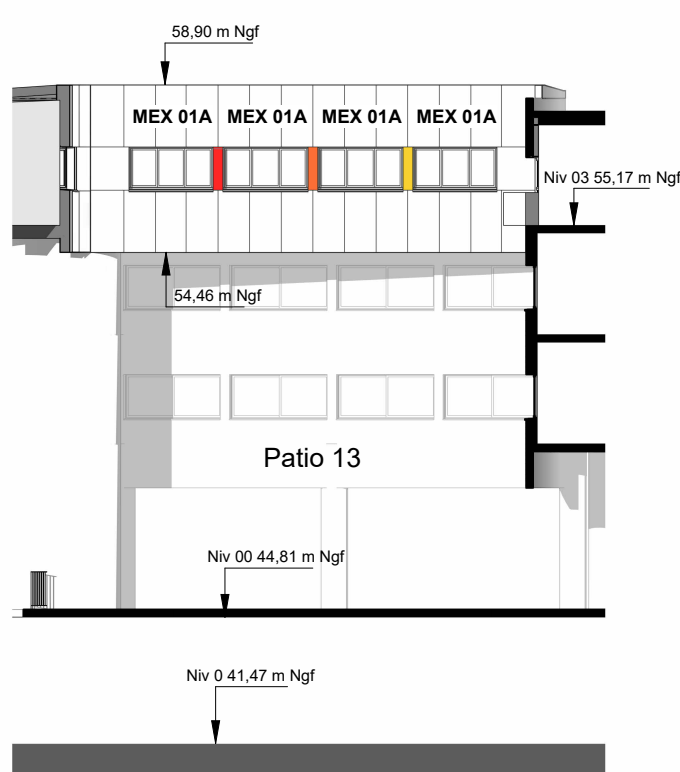 58,90 m Ngf
MEX 01A MEX 01A MEX 01A MEX 01A
Niv 03 55,17 m Ngf
54,46 m Ngf
Patio 13
Niv 00 44,81 m Ngf
Niv 0 41,47 m Ngf